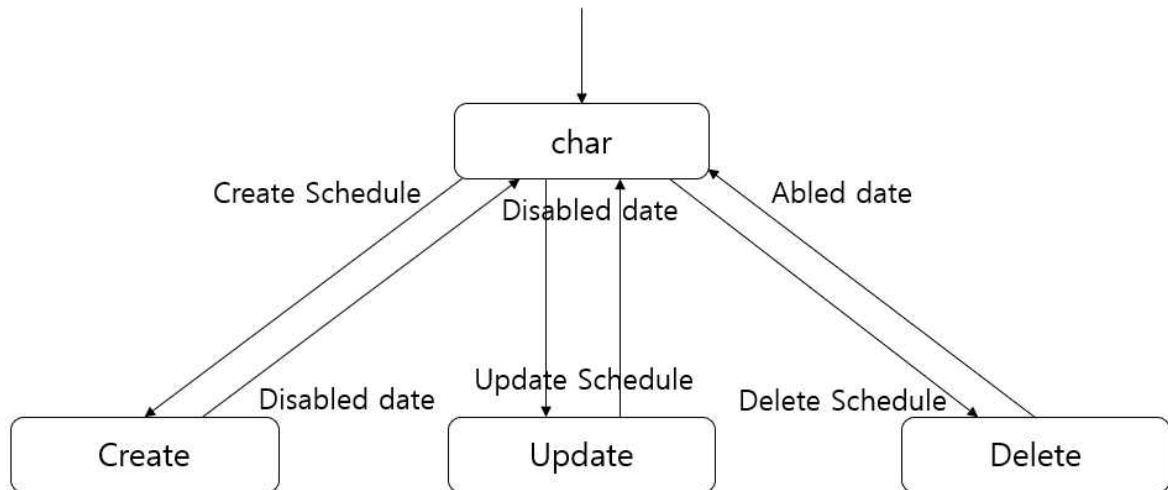 char
Create Schedule
Disabled date
Abled date
Update Schedule
Disabled date
Delete Schedule
Create
Update
Delete